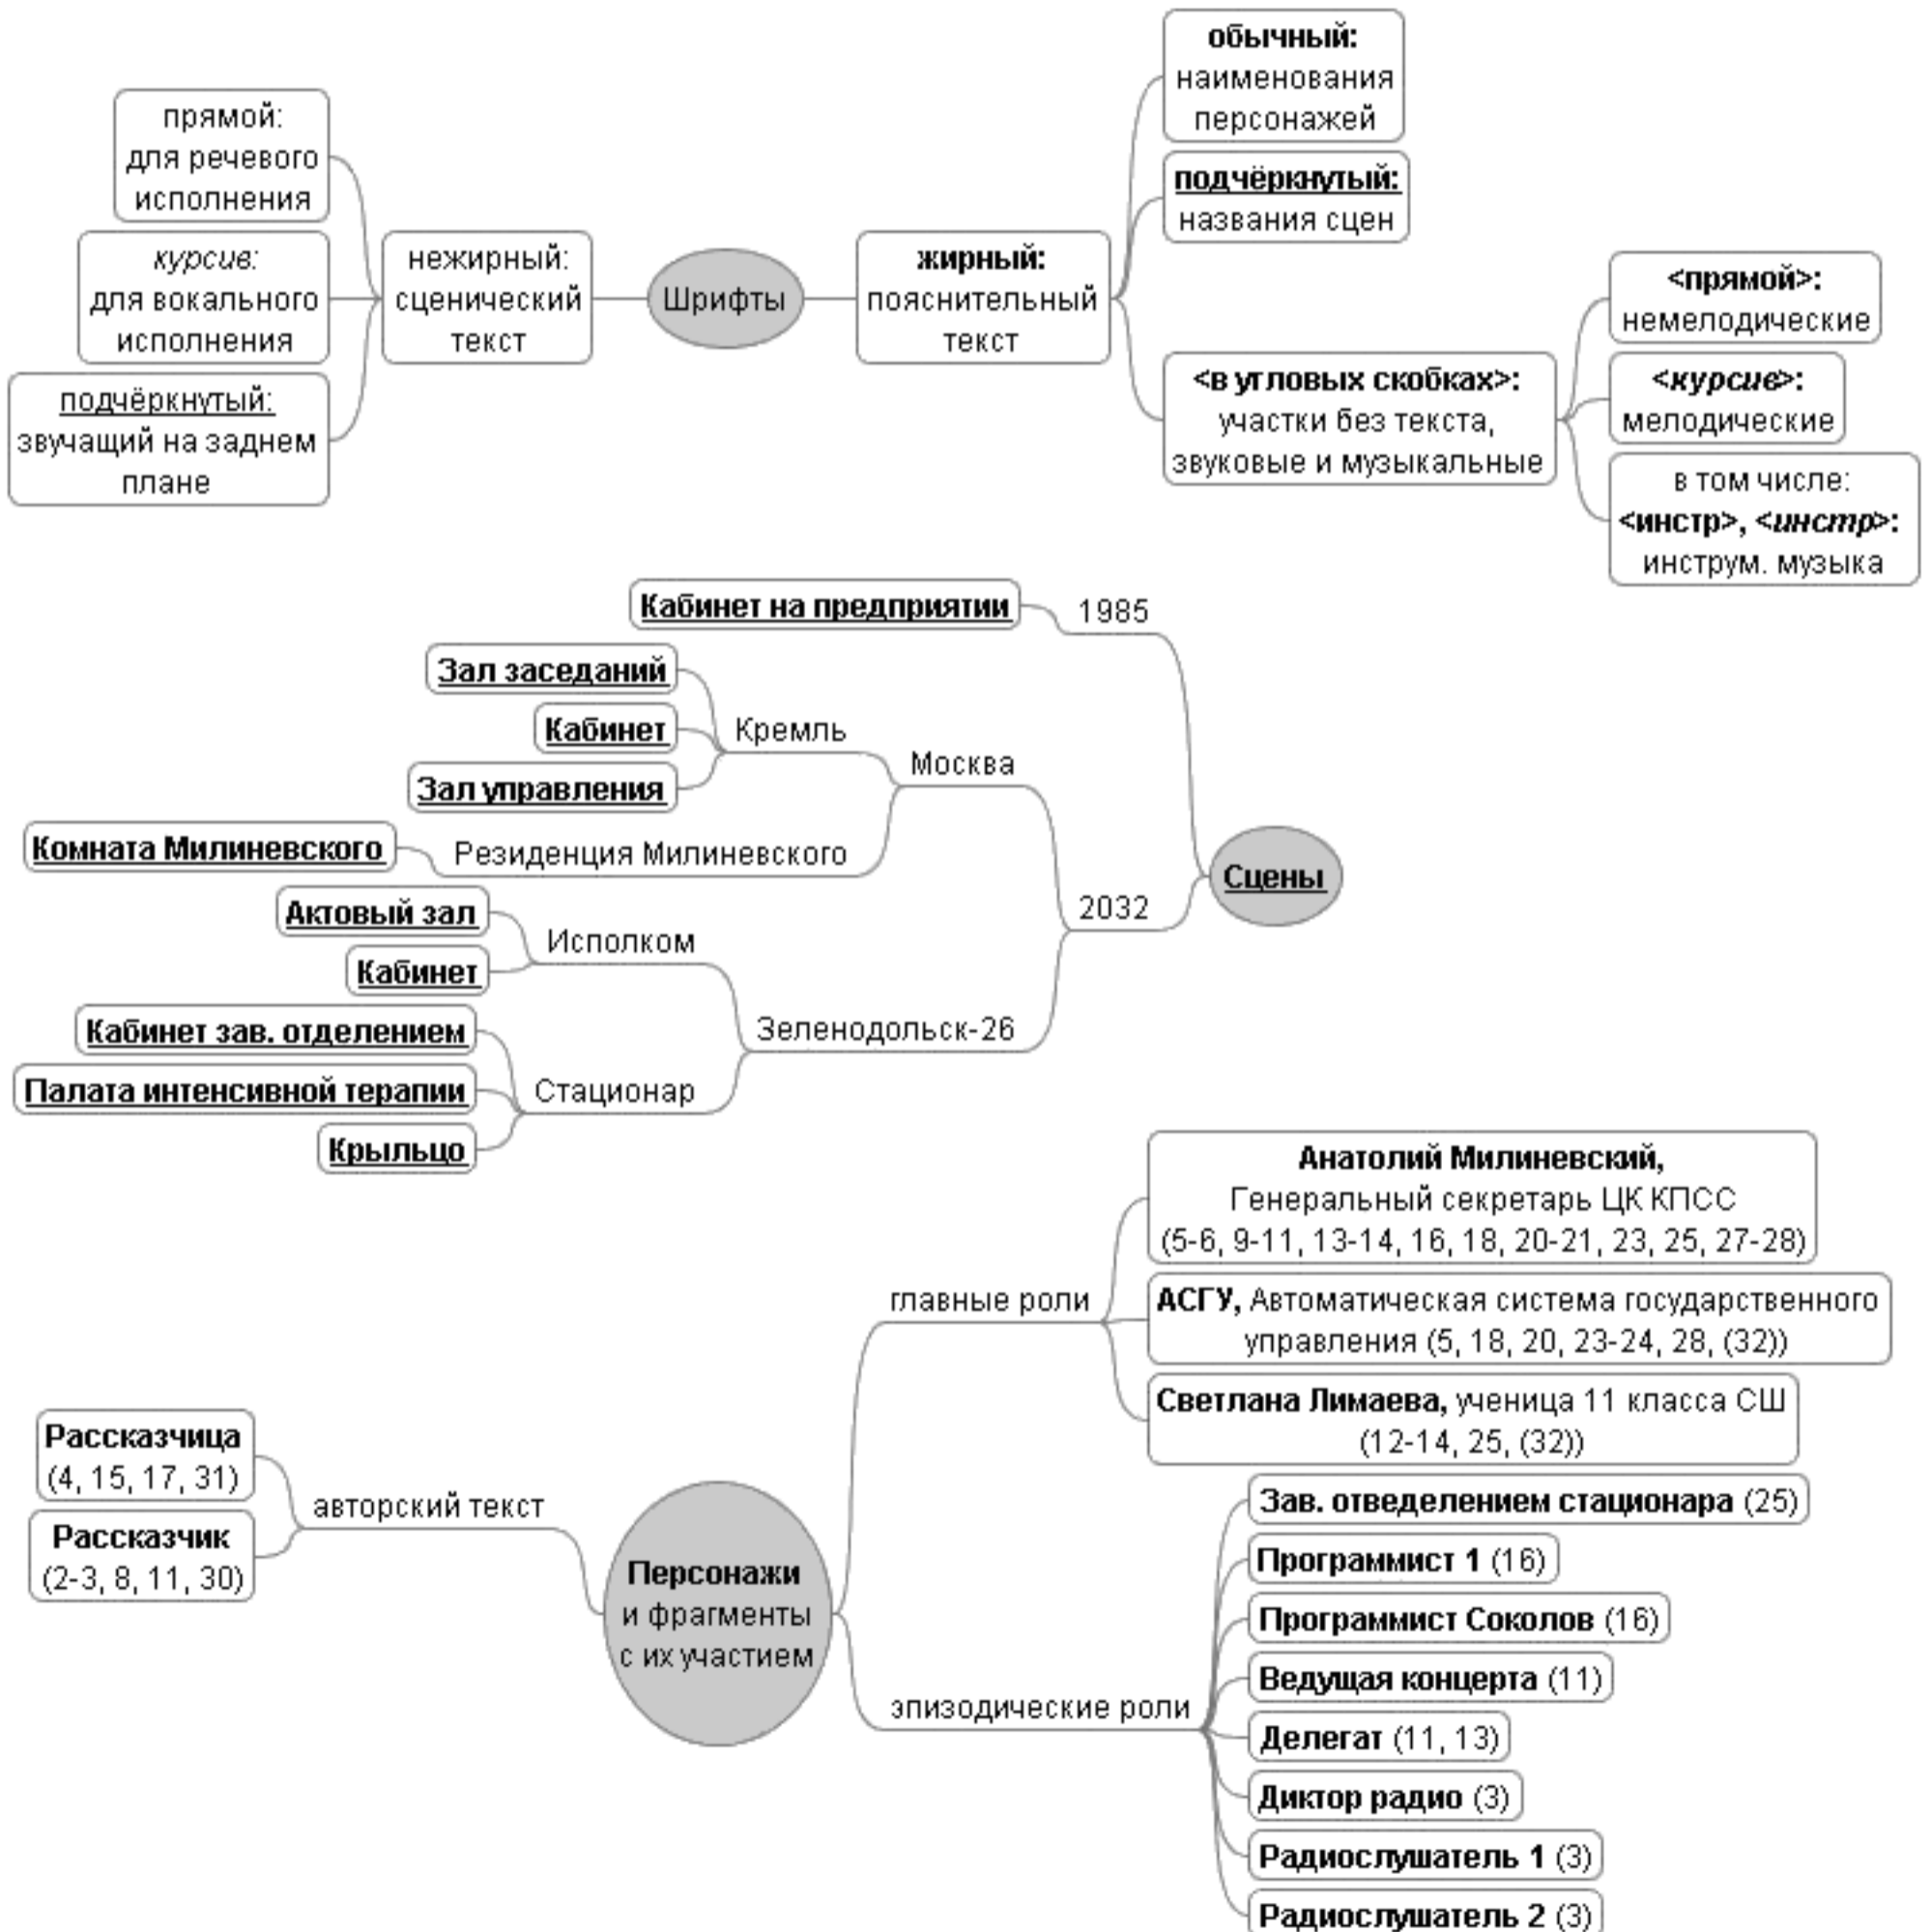 обычный:
наименования
персонажей
прямой:
для речевого
исполнения
подчёркнутый:
названия сцен
курсив:
для вокального
исполнения
нежирный:
сценический
текст
Шрифты
жирный:
пояснительный
текст
<прямой>:
немелодические
<в угловых скобках>:
участки без текста,
звуковые и музыкальные
<курсив>:
мелодические
подчёркнутый:
звучащий на заднем
плане
в том числе:
<инстр>, <инстр>:
инструм. музыка
Кабинет на предприятии
1985
Зал заседаний
Кабинет
Зал управления
Кремль
Москва
Комната Милиневского
Резиденция Милиневского
Сцены
2032
Актовый зал
Кабинет
Исполком
Зеленодольск-26
Кабинет зав. отделением
Палата интенсивной терапии
Крыльцо
Стационар
Анатолий Милиневский,
Генеральный секретарь ЦК КПСС
(5-6, 9-11, 13-14, 16, 18, 20-21, 23, 25, 27-28)
главные роли
АСГУ, Автоматическая система государственного
управления (5, 18, 20, 23-24, 28, (32))
Светлана Лимаева, ученица 11 класса СШ
(12-14, 25, (32))
Рассказчица
(4, 15, 17, 31)
авторский текст
Рассказчик
(2-3, 8, 11, 30)
Персонажи
и фрагменты
с их участием
эпизодические роли
Зав. отведелением стационара (25)
Программист 1 (16)
Программист Соколов (16)
Ведущая концерта (11)
Делегат (11, 13)
Диктор радио (3)
Радиослушатель 1 (3)
Радиослушатель 2 (3)